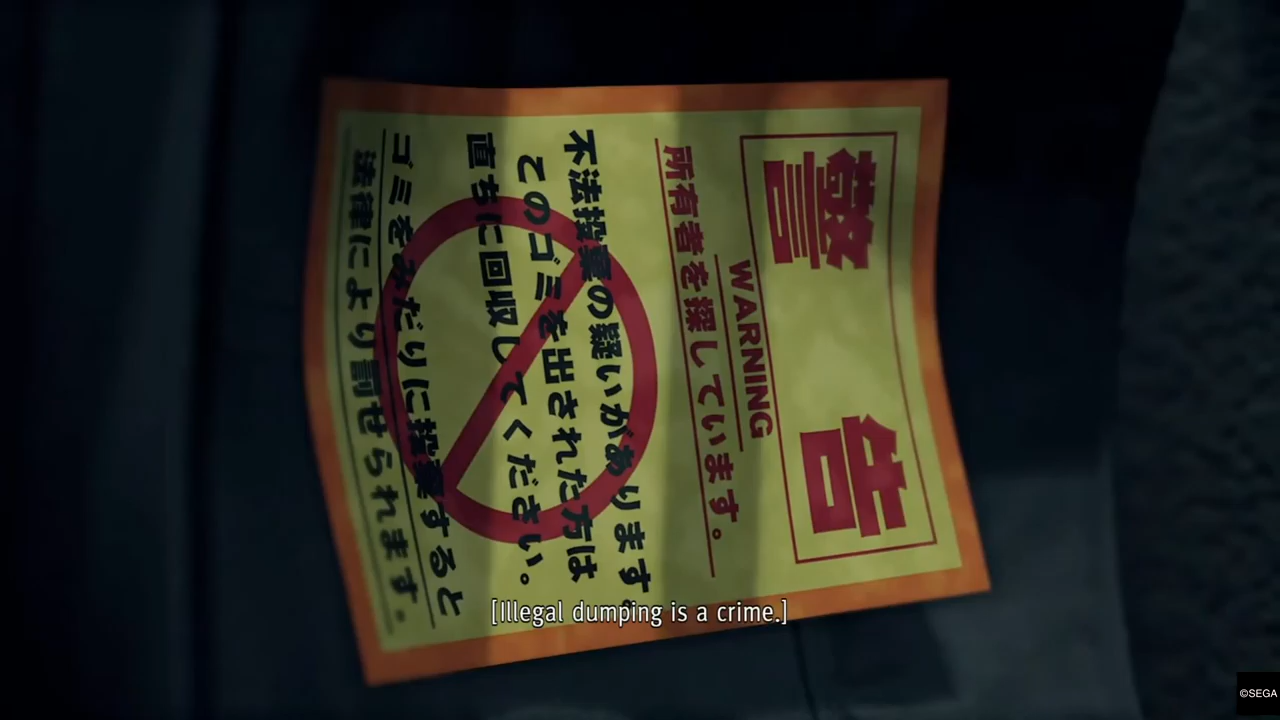 警告
WARNING
所有者を探しています。
不法投棄の疑いがあります。
このゴミを出された方は
直ちに回収してください。
ゴミをみだりに投棄すると
法律により罰せられます。
[Illegal dumping is a crime.]
©SEGA